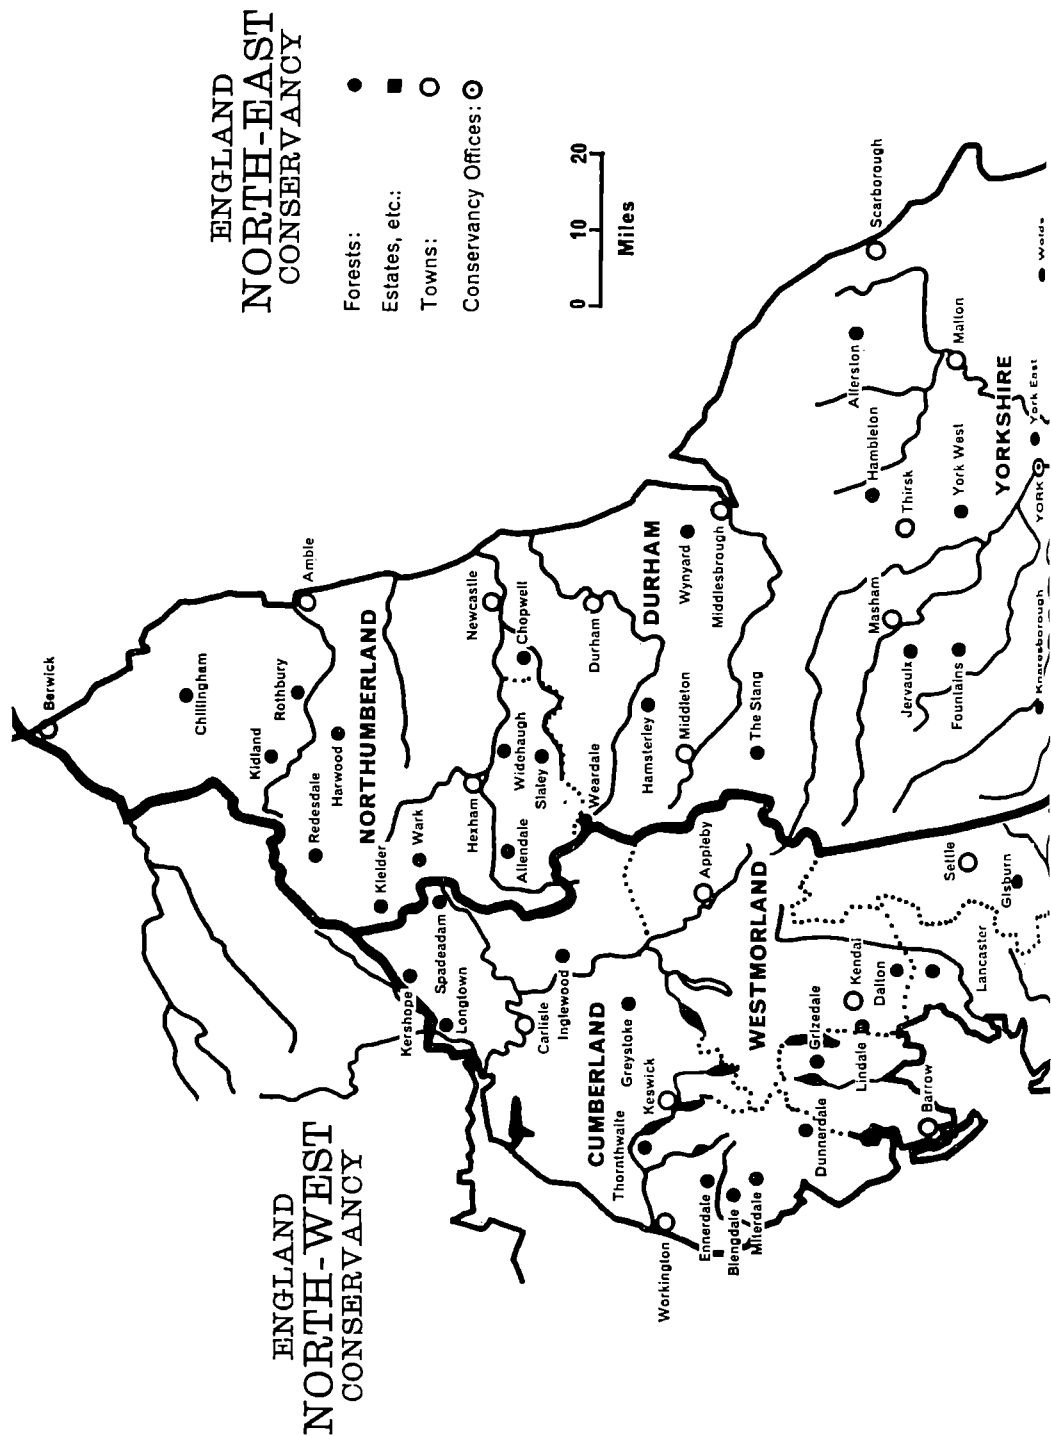 ENGLAND
NORTH-EAST
CONSERVANCY
Forests:
Estates, etc.:
Towns:
Conservancy Offices:
0 10 20
Miles
ENGLAND
NORTH-WEST
CONSERVANCY
Berwick
Chillingham
Kidland
Rothbury
Amble
Redesdale
Harwood
NORTHUMBERLAND
Kielder
Wark
Newcastle
Hexham
Widehaugh
Chopwell
Allendale
Slaley
Weardale
Durham
DURHAM
Hamsterley
Wynyard
Middleton
Middlesbrough
The Stang
Kershope
Spadeadam
Longtown
Carlisle
Inglewood
CUMBERLAND
Greystoke
Thornthwaite
Keswick
Workington
Ennerdale
Blengdale
Miterdale
Appleby
WESTMORLAND
Dunnerdale
Grizedale
Kendal
Lindale
Dalton
Barrow
Lancaster
Settle
Gisburn
Scarborough
Allerston
Hambleton
Malton
Thirsk
York West
YORKSHIRE
Masham
Jervaulx
Fountains
Knaresborough
YORK
York East
Wolds